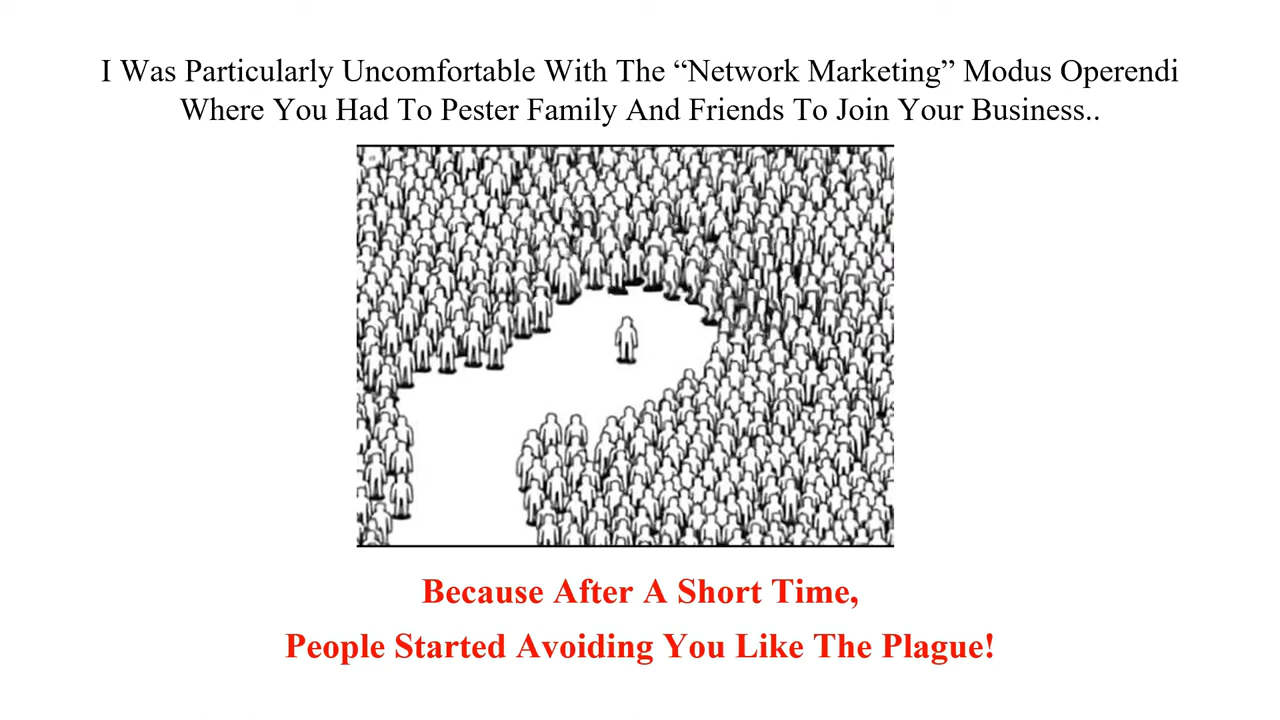 I Was Particularly Uncomfortable With The “Network Marketing” Modus Operendi
Where You Had To Pester Family And Friends To Join Your Business..
Because After A Short Time,
People Started Avoiding You Like The Plague!